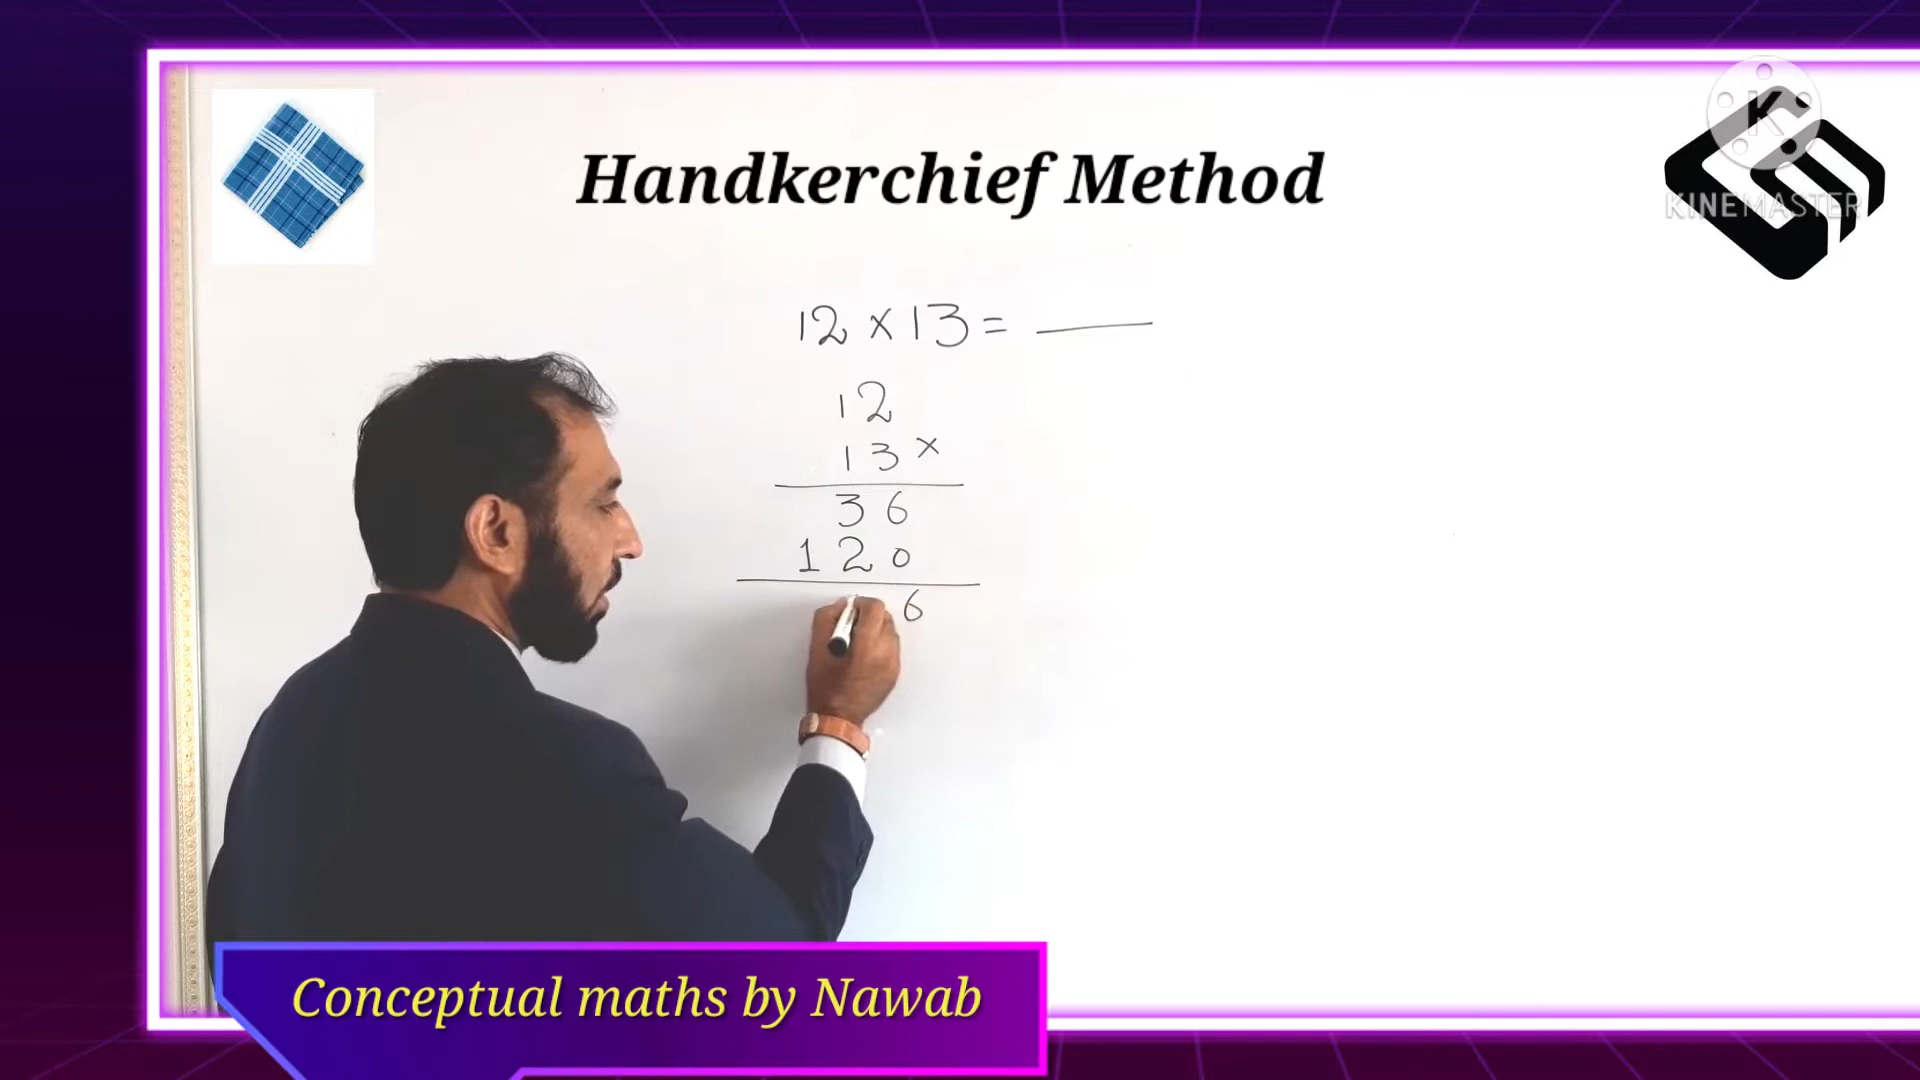 Handkerchief Method
KINEMASTER
12 × 13 = ___
12
13 ×
36
120
6
Conceptual maths by Nawab